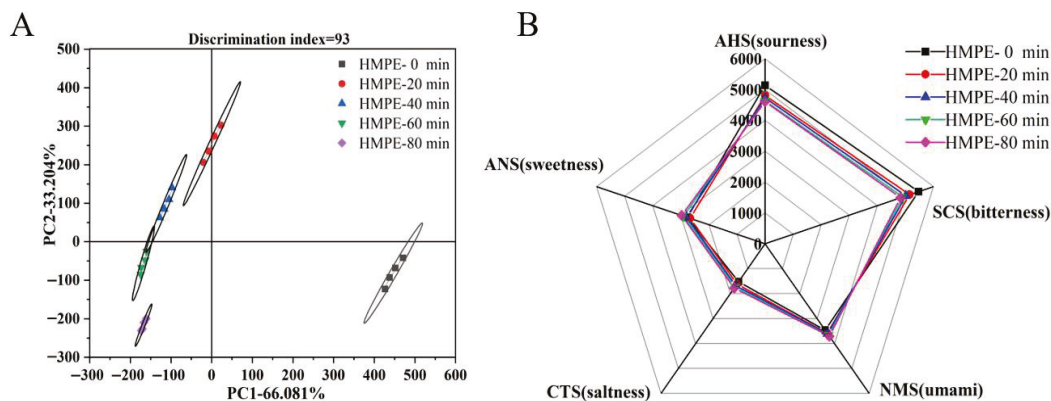 A
Discrimination index=93
500
400
300
200
100
0
−100
−200
−300
PC2-33.204%
−300 −200 −100 0 100 200 300 400 500 600
PC1-66.081%
HMPE- 0 min
HMPE-20 min
HMPE-40 min
HMPE-60 min
HMPE-80 min
B
AHS(sourness)
6000
5000
4000
3000
2000
1000
0
ANS(sweetness)
SCS(bitterness)
CTS(saltness)
NMS(umami)
HMPE- 0 min
HMPE-20 min
HMPE-40 min
HMPE-60 min
HMPE-80 min